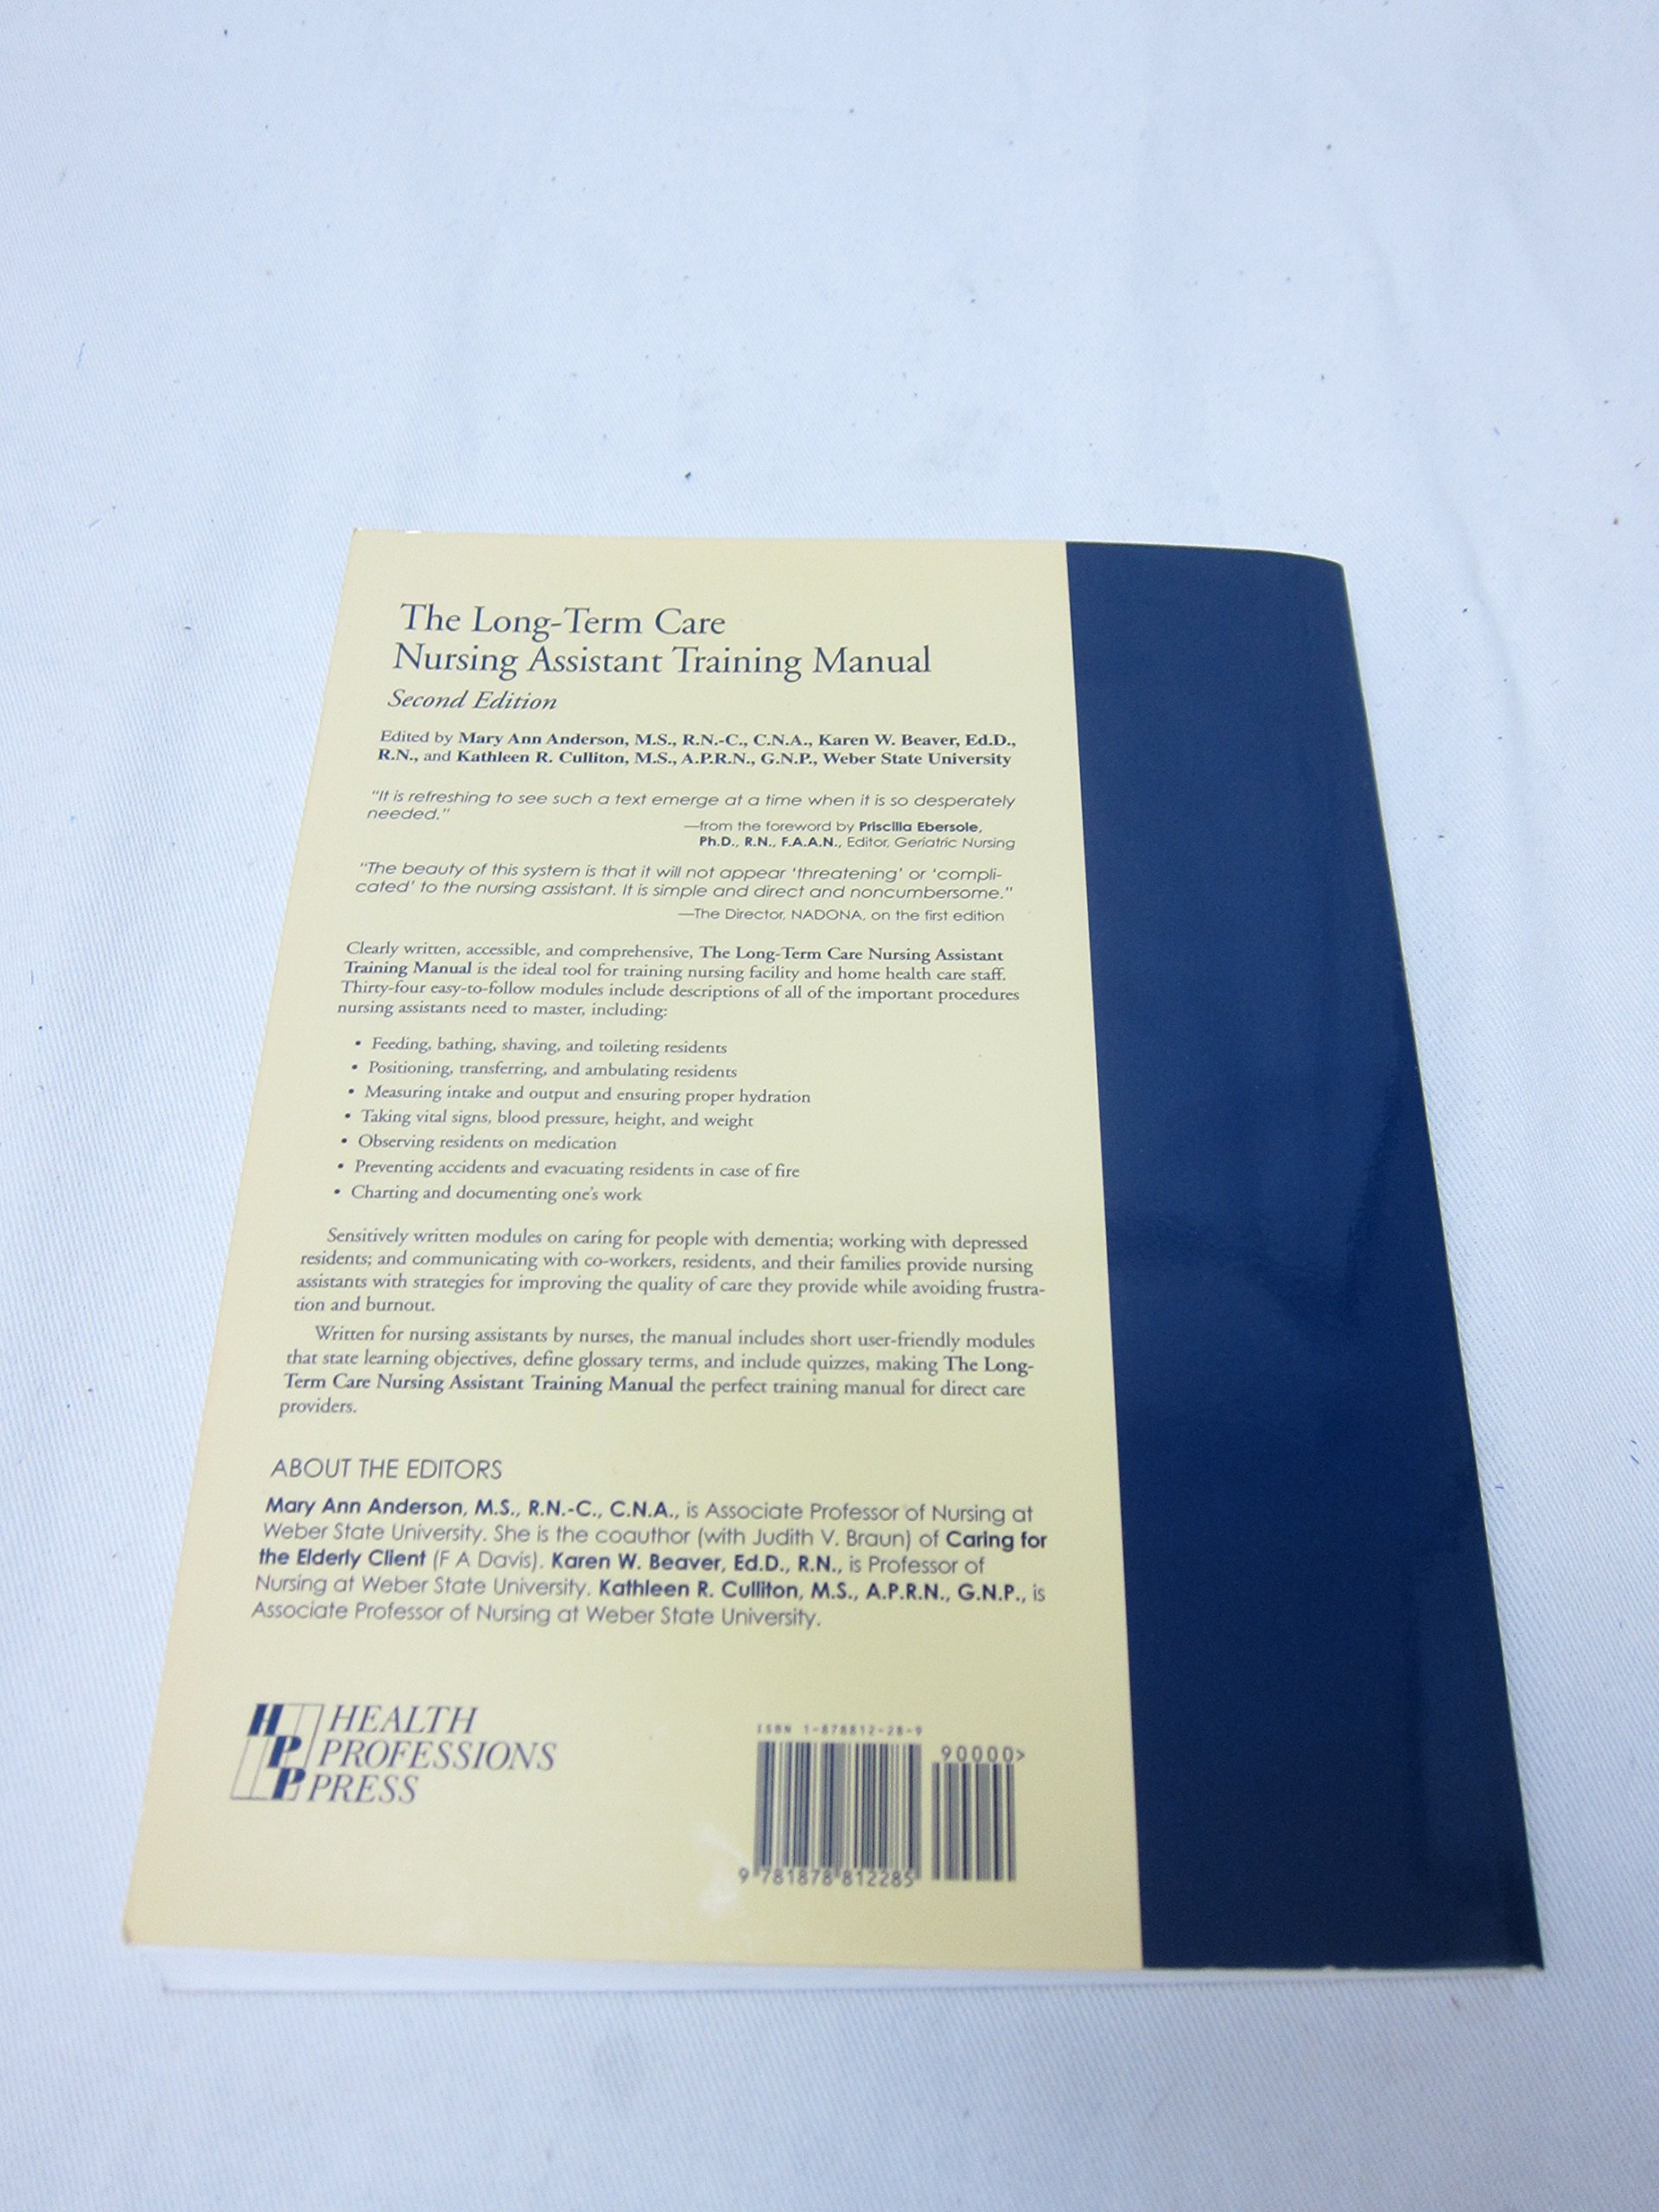 The Long-Term Care
Nursing Assistant Training Manual
Second Edition
Edited by Mary Ann Anderson, M.S., R.N.-C., C.N.A., Karen W. Beaver, Ed.D.,
R.N., and Kathleen R. Culliton, M.S., A.P.R.N., G.N.P., Weber State University
"It is refreshing to see such a text emerge at a time when it is so desperately
needed."
—from the foreword by Priscilla Ebersole,
Ph.D., R.N., F.A.A.N., Editor, Geriatric Nursing
"The beauty of this system is that it will not appear 'threatening' or 'compli-
cated' to the nursing assistant. It is simple and direct and noncumbersome."
—The Director, NADONA, on the first edition
Clearly written, accessible, and comprehensive, The Long-Term Care Nursing Assistant
Training Manual is the ideal tool for training nursing facility and home health care staff.
Thirty-four easy-to-follow modules include descriptions of all of the important procedures
nursing assistants need to master, including:
• Feeding, bathing, shaving, and toileting residents
• Positioning, transferring, and ambulating residents
• Measuring intake and output and ensuring proper hydration
• Taking vital signs, blood pressure, height, and weight
• Observing residents on medication
• Preventing accidents and evacuating residents in case of fire
• Charting and documenting one's work
Sensitively written modules on caring for people with dementia; working with depressed
residents; and communicating with co-workers, residents, and their families provide nursing
assistants with strategies for improving the quality of care they provide while avoiding frustra-
tion and burnout.
Written for nursing assistants by nurses, the manual includes short user-friendly modules
that state learning objectives, define glossary terms, and include quizzes, making The Long-
Term Care Nursing Assistant Training Manual the perfect training manual for direct care
providers.
ABOUT THE EDITORS
Mary Ann Anderson, M.S., R.N.-C., C.N.A., is Associate Professor of Nursing at
Weber State University. She is the coauthor (with Judith V. Braun) of Caring for
the Elderly Client (F A Davis). Karen W. Beaver, Ed.D., R.N., is Professor of
Nursing at Weber State University. Kathleen R. Culliton, M.S., A.P.R.N., G.N.P., is
Associate Professor of Nursing at Weber State University.
H HEALTH
P PROFESSIONS
P PRESS
ISBN 1-878812-28-9
90000>
9 781878 812285